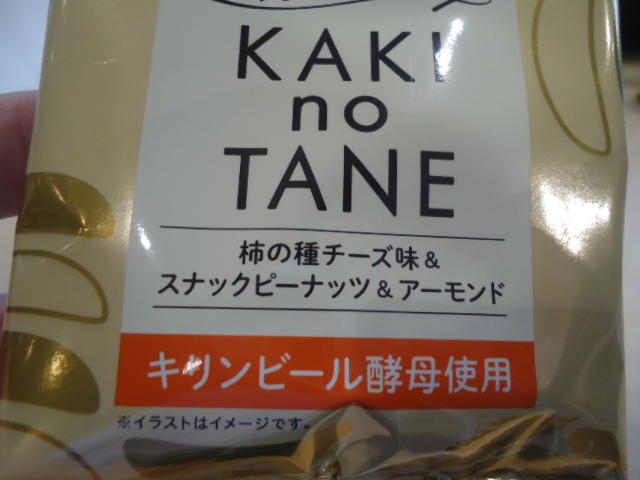 KAKI
no
TANE
柿の種チーズ味&
スナックピーナッツ&アーモンド
キリンビール酵母使用
※イラストはイメージです。